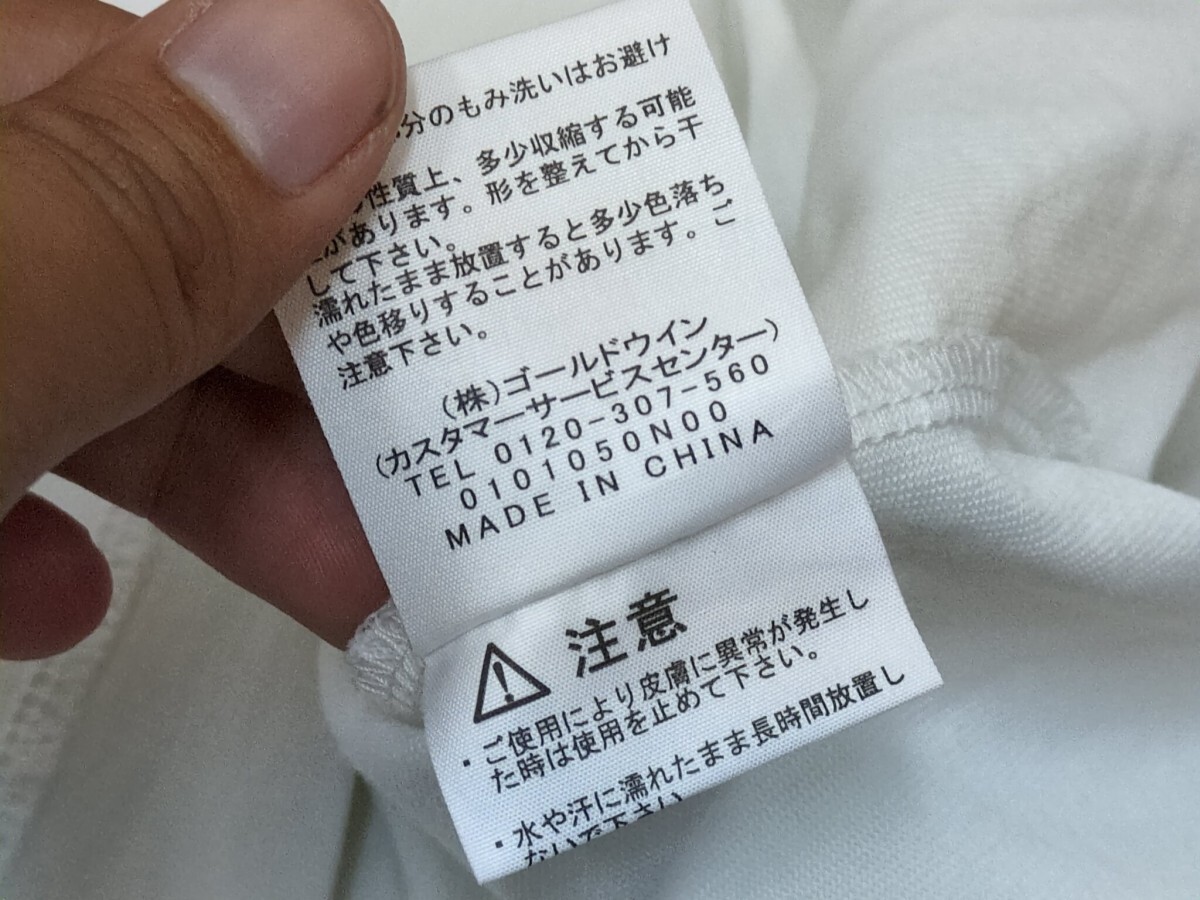 分のもみ洗いはお避け
性質上、多少収縮する可能
があります。形を整えてから干
して下さい。
濡れたまま放置すると多少色落ち
や色移りすることがあります。ご
注意下さい。
(株)ゴールドウイン
(カスタマーサービスセンター)
TEL 0120-307-560
0101050N00
MADE IN CHINA
注意
・ご使用により皮膚に異常が発生し
た時は使用を止めて下さい。
・水や汗に濡れたまま長時間放置し
ないで下さい